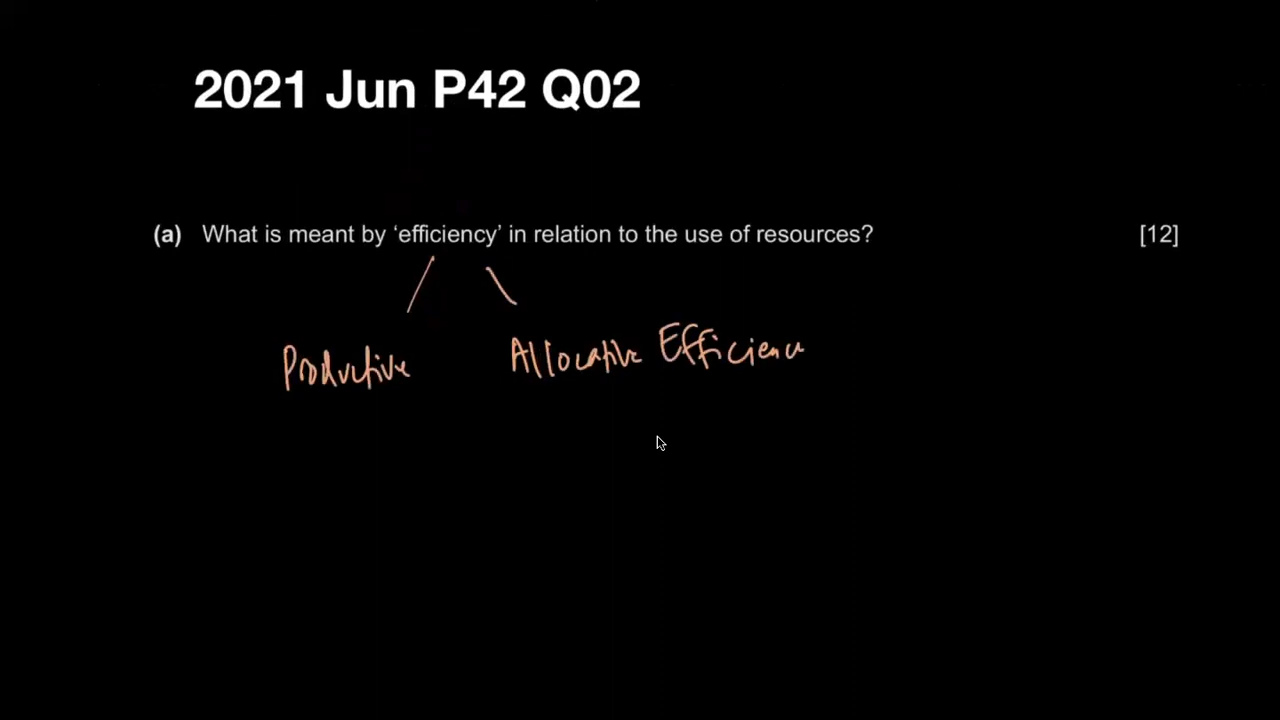 2021 Jun P42 Q02
(a) What is meant by ‘efficiency’ in relation to the use of resources? [12]
Productive Allocative Efficienc